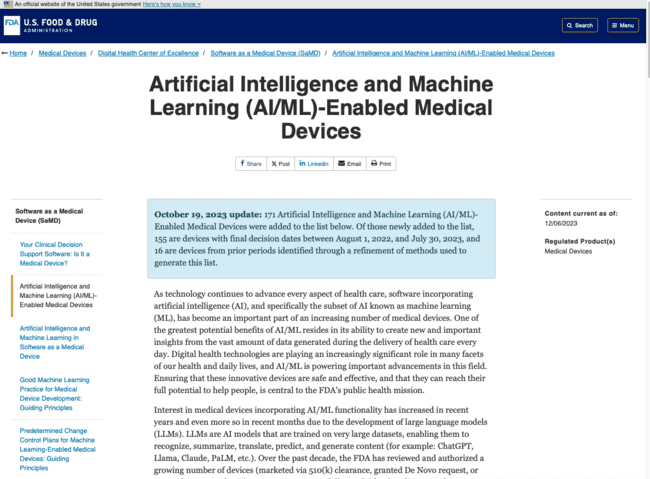 An official website of the United States government Here's how you know
FDA U.S. FOOD & DRUG
ADMINISTRATION
Search
Menu
Home / Medical Devices / Digital Health Center of Excellence / Software as a Medical Device (SaMD) / Artificial Intelligence and Machine Learning (AI/ML)-Enabled Medical Devices
Artificial Intelligence and Machine
Learning (AI/ML)-Enabled Medical
Devices
Share Post LinkedIn Email Print
Software as a Medical
Device (SaMD)
Your Clinical Decision
Support Software: Is It a
Medical Device?
Artificial Intelligence and
Machine Learning (AI/ML)-
Enabled Medical Devices
Artificial Intelligence and
Machine Learning in
Software as a Medical
Device
Good Machine Learning
Practice for Medical
Device Development:
Guiding Principles
Predetermined Change
Control Plans for Machine
Learning-Enabled Medical
Devices: Guiding
Principles
October 19, 2023 update: 171 Artificial Intelligence and Machine Learning (AI/ML)-
Enabled Medical Devices were added to the list below. Of those newly added to the list,
155 are devices with final decision dates between August 1, 2022, and July 30, 2023, and
16 are devices from prior periods identified through a refinement of methods used to
generate this list.
As technology continues to advance every aspect of health care, software incorporating
artificial intelligence (AI), and specifically the subset of AI known as machine learning
(ML), has become an important part of an increasing number of medical devices. One of
the greatest potential benefits of AI/ML resides in its ability to create new and important
insights from the vast amount of data generated during the delivery of health care every
day. Digital health technologies are playing an increasingly significant role in many facets
of our health and daily lives, and AI/ML is powering important advancements in this field.
Ensuring that these innovative devices are safe and effective, and that they can reach their
full potential to help people, is central to the FDA's public health mission.
Interest in medical devices incorporating AI/ML functionality has increased in recent
years and even more so in recent months due to the development of large language models
(LLMs). LLMs are AI models that are trained on very large datasets, enabling them to
recognize, summarize, translate, predict, and generate content (for example: ChatGPT,
Llama, Claude, PaLM, etc.). Over the past decade, the FDA has reviewed and authorized a
growing number of devices (marketed via 510(k) clearance, granted De Novo request, or
Content current as of:
12/06/2023
Regulated Product(s)
Medical Devices